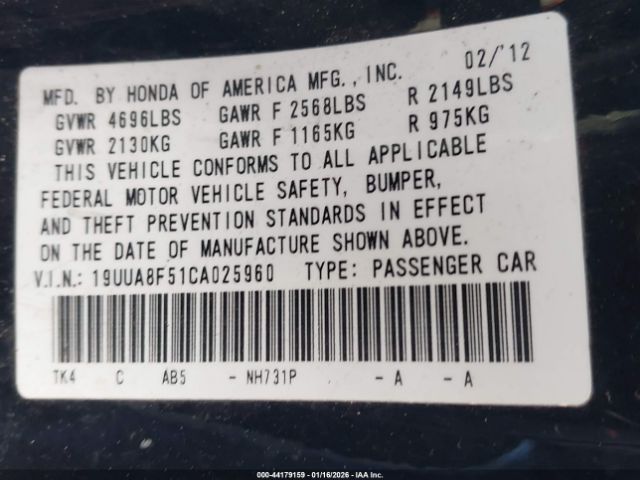 MFD. BY HONDA OF AMERICA MFG., INC. 02/'12
GVWR 4696LBS GAWR F 2568LBS R 2149LBS
GVWR 2130KG GAWR F 1165KG R 975KG
THIS VEHICLE CONFORMS TO ALL APPLICABLE
FEDERAL MOTOR VEHICLE SAFETY, BUMPER,
AND THEFT PREVENTION STANDARDS IN EFFECT
ON THE DATE OF MANUFACTURE SHOWN ABOVE.
V.I.N.: 19UUA8F51CA025960 TYPE: PASSENGER CAR
TK4 C AB5 - NH731P - A - A
000-44179159 - 01/16/2026 - IAA Inc.